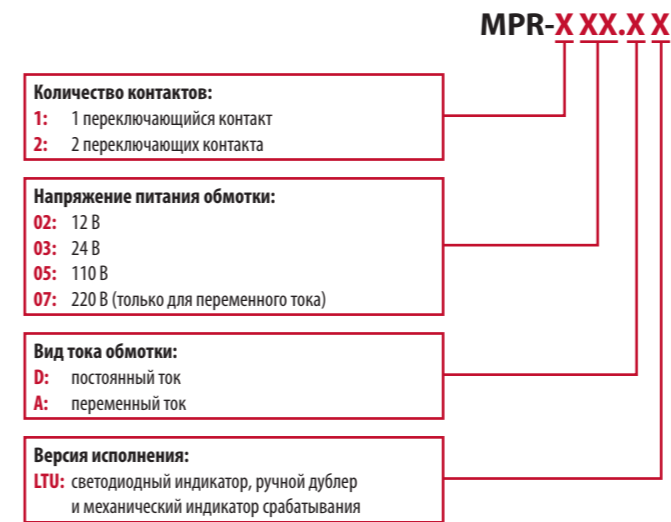 MPR-X XX.X X
Количество контактов:
1: 1 переключающийся контакт
2: 2 переключающих контакта
Напряжение питания обмотки:
02: 12 В
03: 24 В
05: 110 В
07: 220 В (только для переменного тока)
Вид тока обмотки:
D: постоянный ток
A: переменный ток
Версия исполнения:
LTU: светодиодный индикатор, ручной дублер
и механический индикатор срабатывания